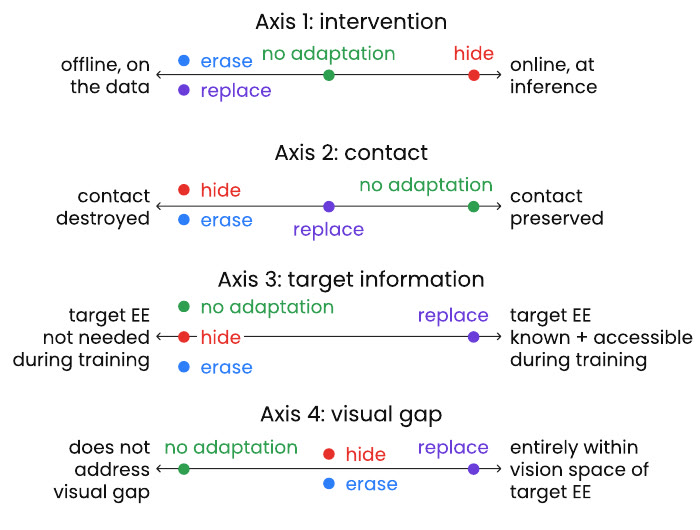 Axis 1: intervention
offline, on
the data
erase
replace
no adaptation
hide
online, at
inference
Axis 2: contact
contact
destroyed
hide
erase
replace
no adaptation
contact
preserved
Axis 3: target information
target EE
not needed
during training
no adaptation
hide
erase
replace
target EE
known + accessible
during training
Axis 4: visual gap
does not
address
visual gap
no adaptation
hide
erase
replace
entirely within
vision space of
target EE